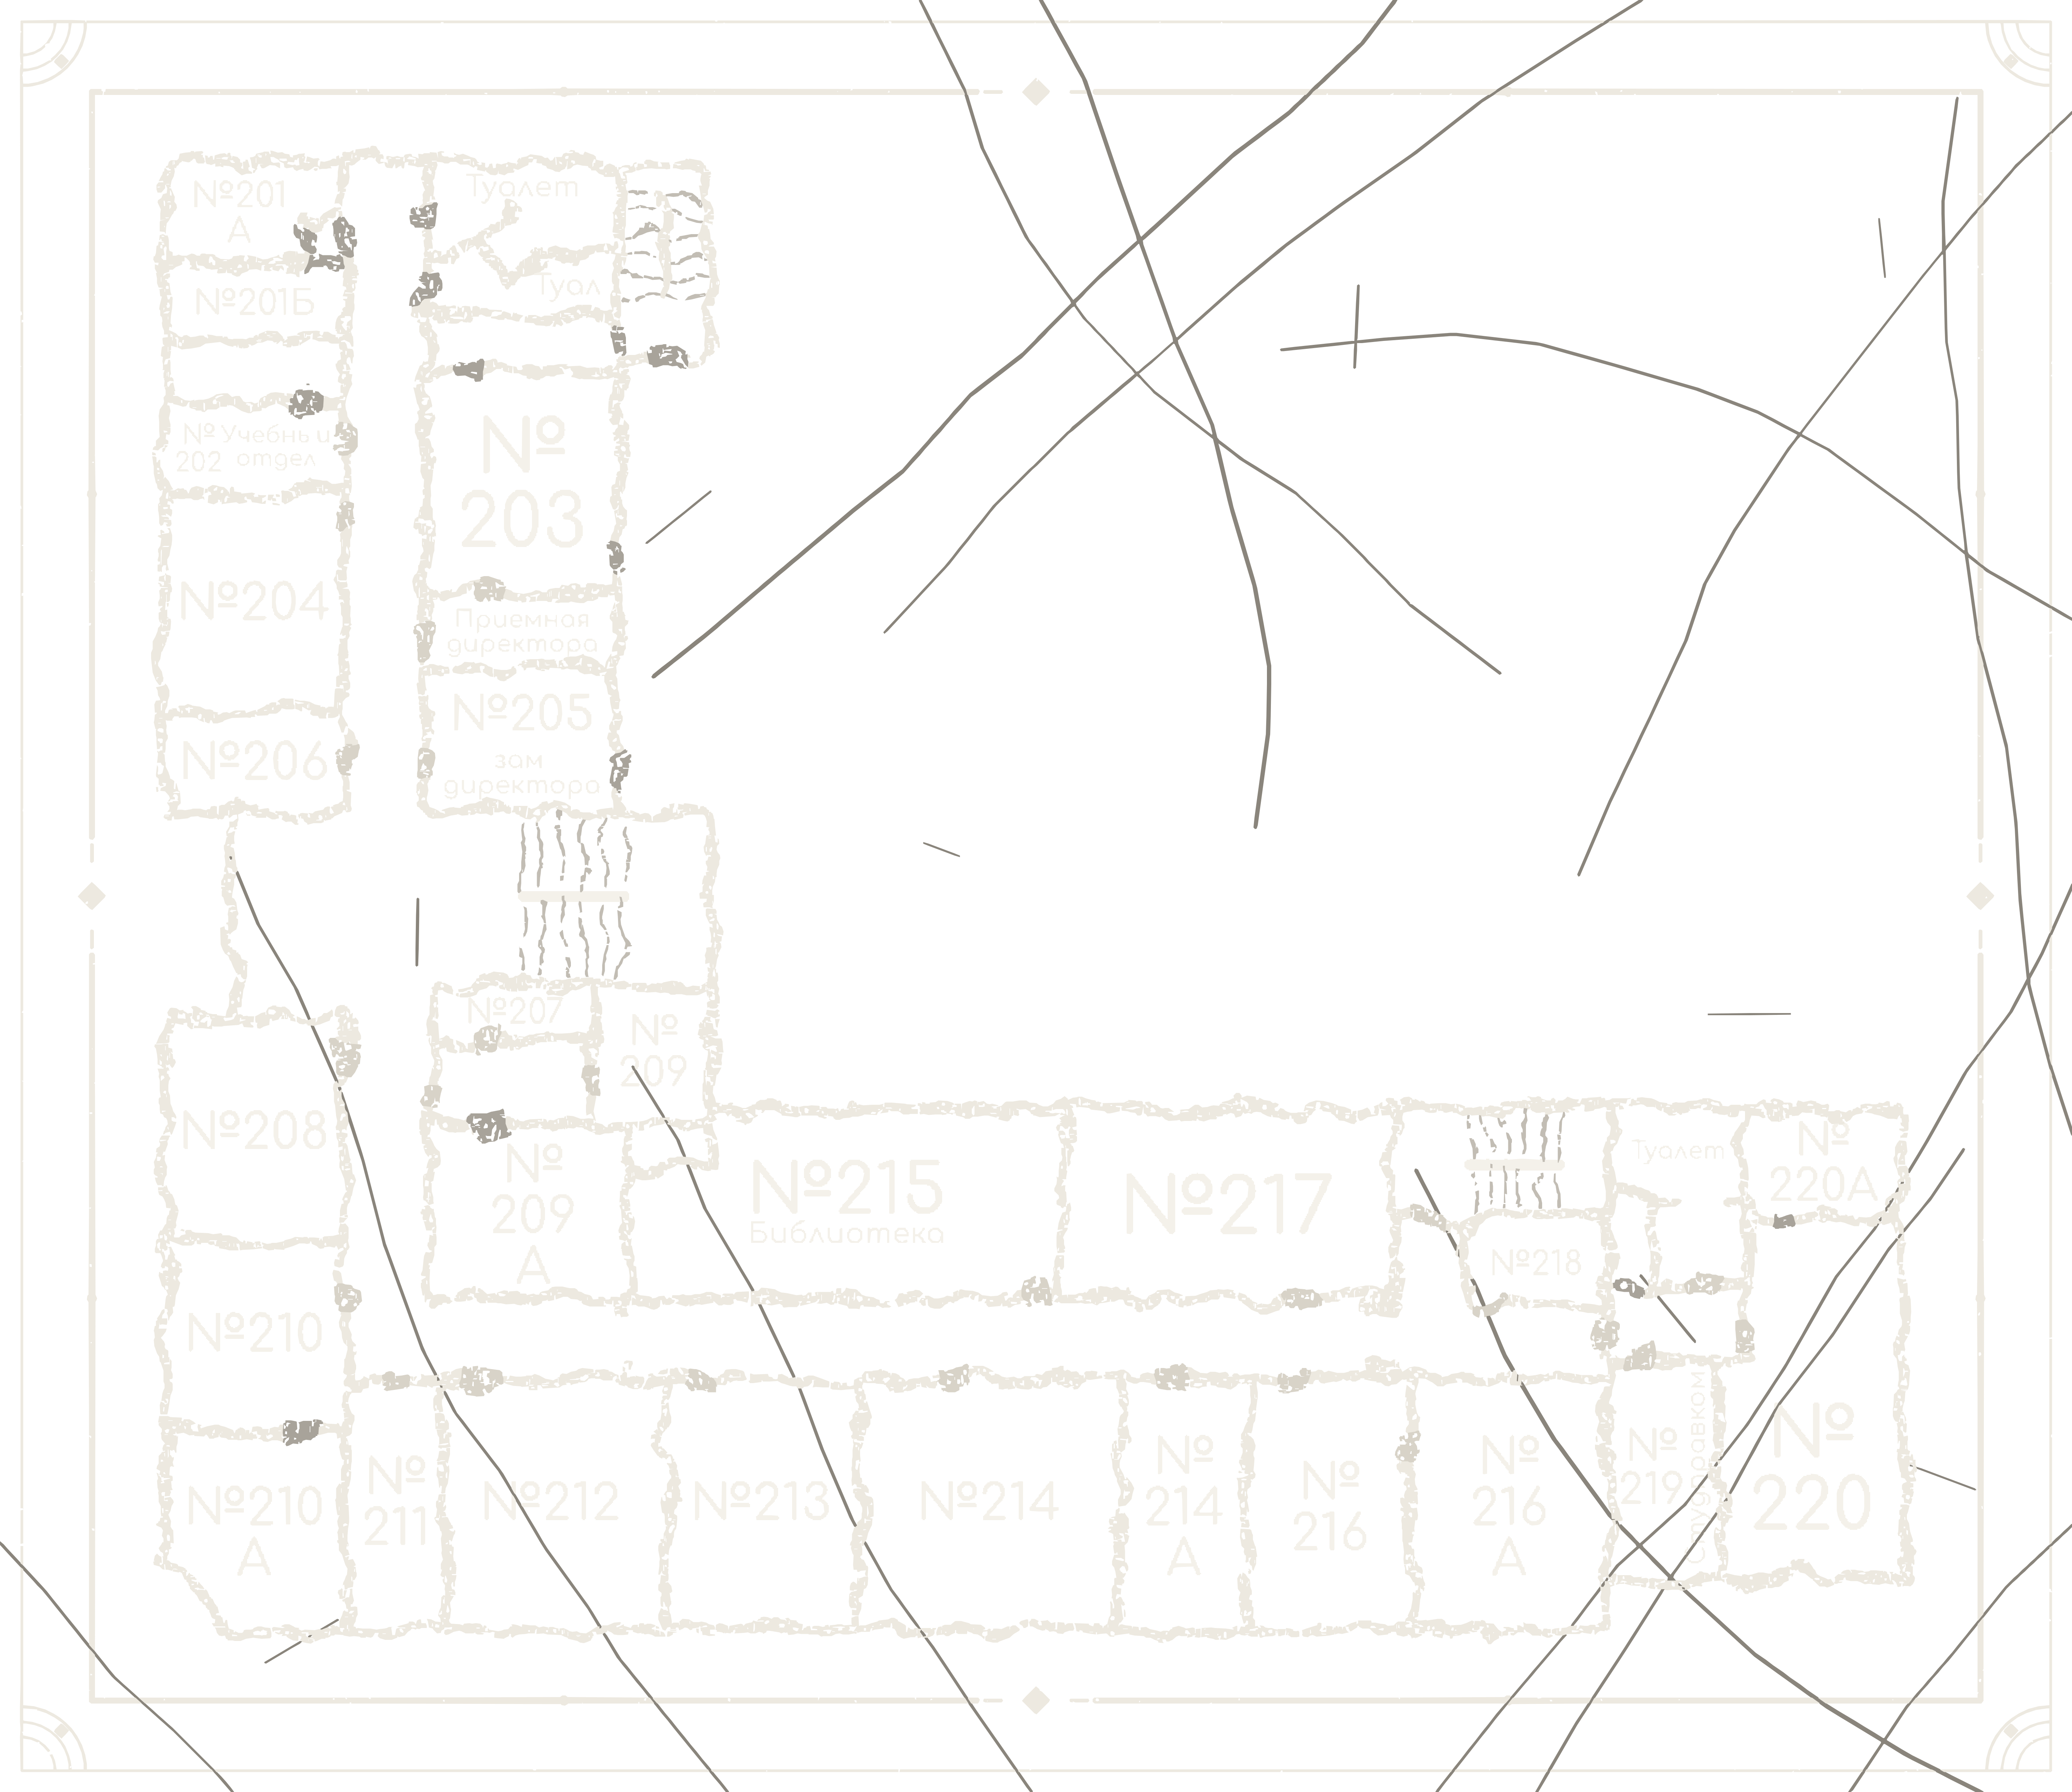 №201
А
Туалет
№201Б
Туал
№ Учебнь и
202 отдел
№
203
№204
Приемная
директора
№205
зам
директора
№206
№207
№
209
№208
№
209
А
№215
Библиотека
№217
№218
Туалет
№
220А
№210
№210
А
№
211
№212
№213
№214
№
214
А
№
216
№
216
А
№
219
Студправком
№
220